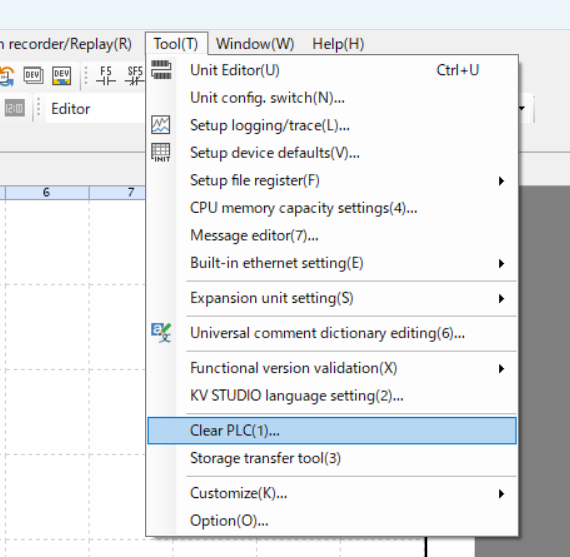 n recorder/Replay(R) Tool(T) Window(W) Help(H)
DEV DEV F5 SF5
12:00 Editor
6 7
Unit Editor(U) Ctrl+U
Unit config. switch(N)...
Setup logging/trace(L)...
INIT Setup device defaults(V)...
Setup file register(F)
CPU memory capacity settings(4)...
Message editor(7)...
Built-in ethernet setting(E)
Expansion unit setting(S)
Universal comment dictionary editing(6)...
Functional version validation(X)
KV STUDIO language setting(2)...
Clear PLC(1)...
Storage transfer tool(3)
Customize(K)...
Option(O)...